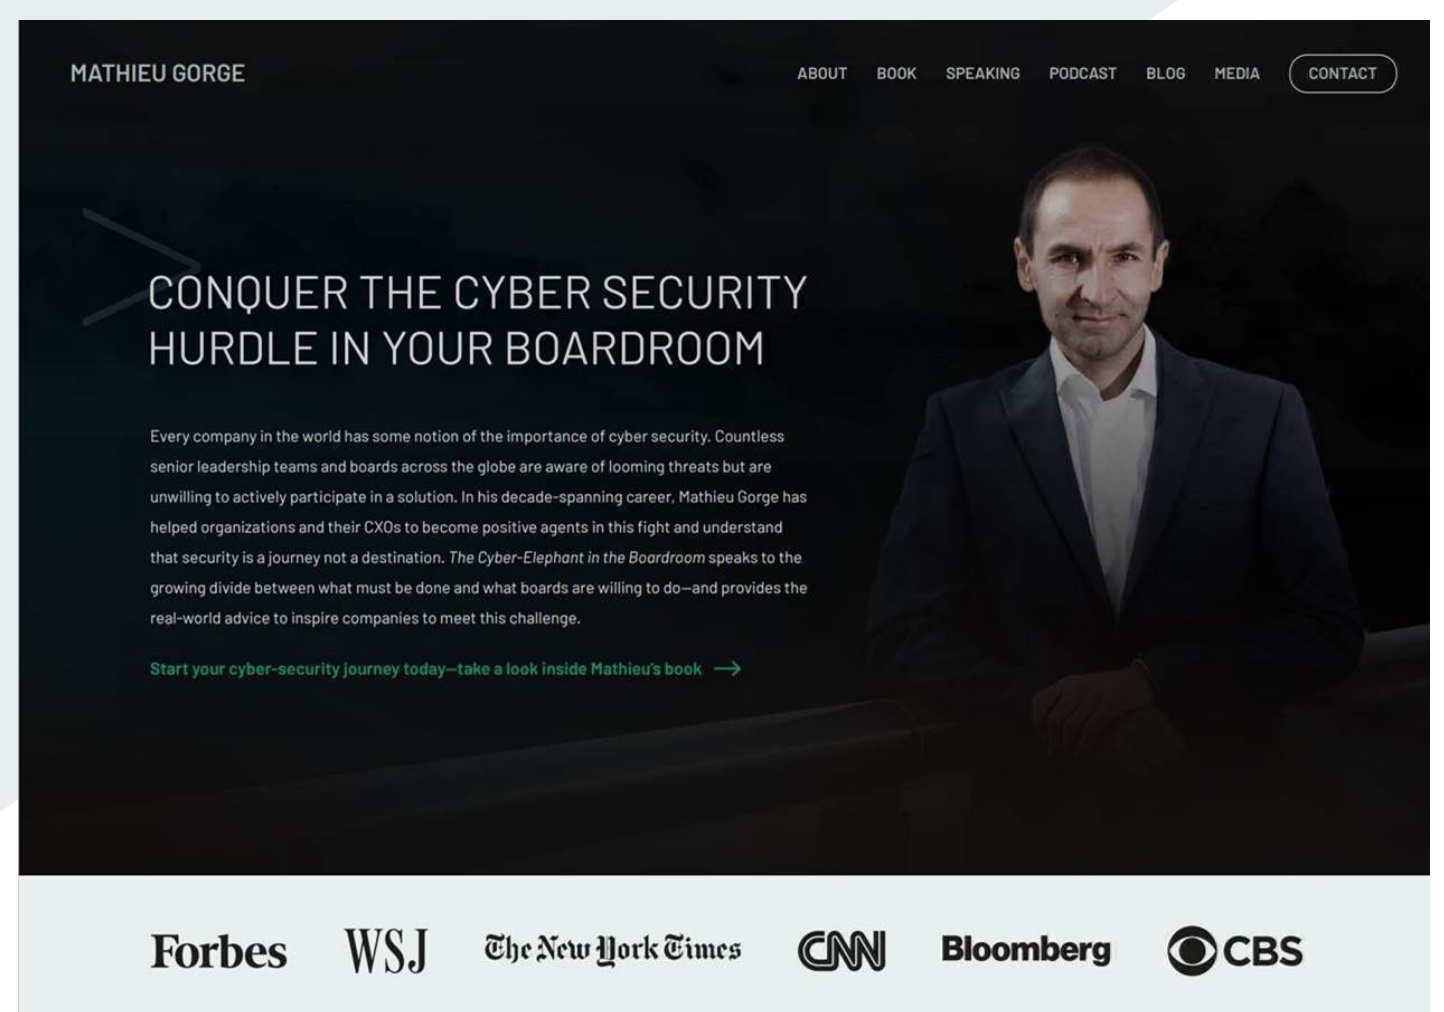 MATHIEU GORGE
ABOUT BOOK SPEAKING PODCAST BLOG MEDIA CONTACT
CONQUER THE CYBER SECURITY
HURDLE IN YOUR BOARDROOM
Every company in the world has some notion of the importance of cyber security. Countless
senior leadership teams and boards across the globe are aware of looming threats but are
unwilling to actively participate in a solution. In his decade-spanning career, Mathieu Gorge has
helped organizations and their CXOs to become positive agents in this fight and understand
that security is a journey not a destination. The Cyber-Elephant in the Boardroom speaks to the
growing divide between what must be done and what boards are willing to do—and provides the
real-world advice to inspire companies to meet this challenge.
Start your cyber-security journey today—take a look inside Mathieu's book
Forbes WSJ The New York Times CNN Bloomberg CBS